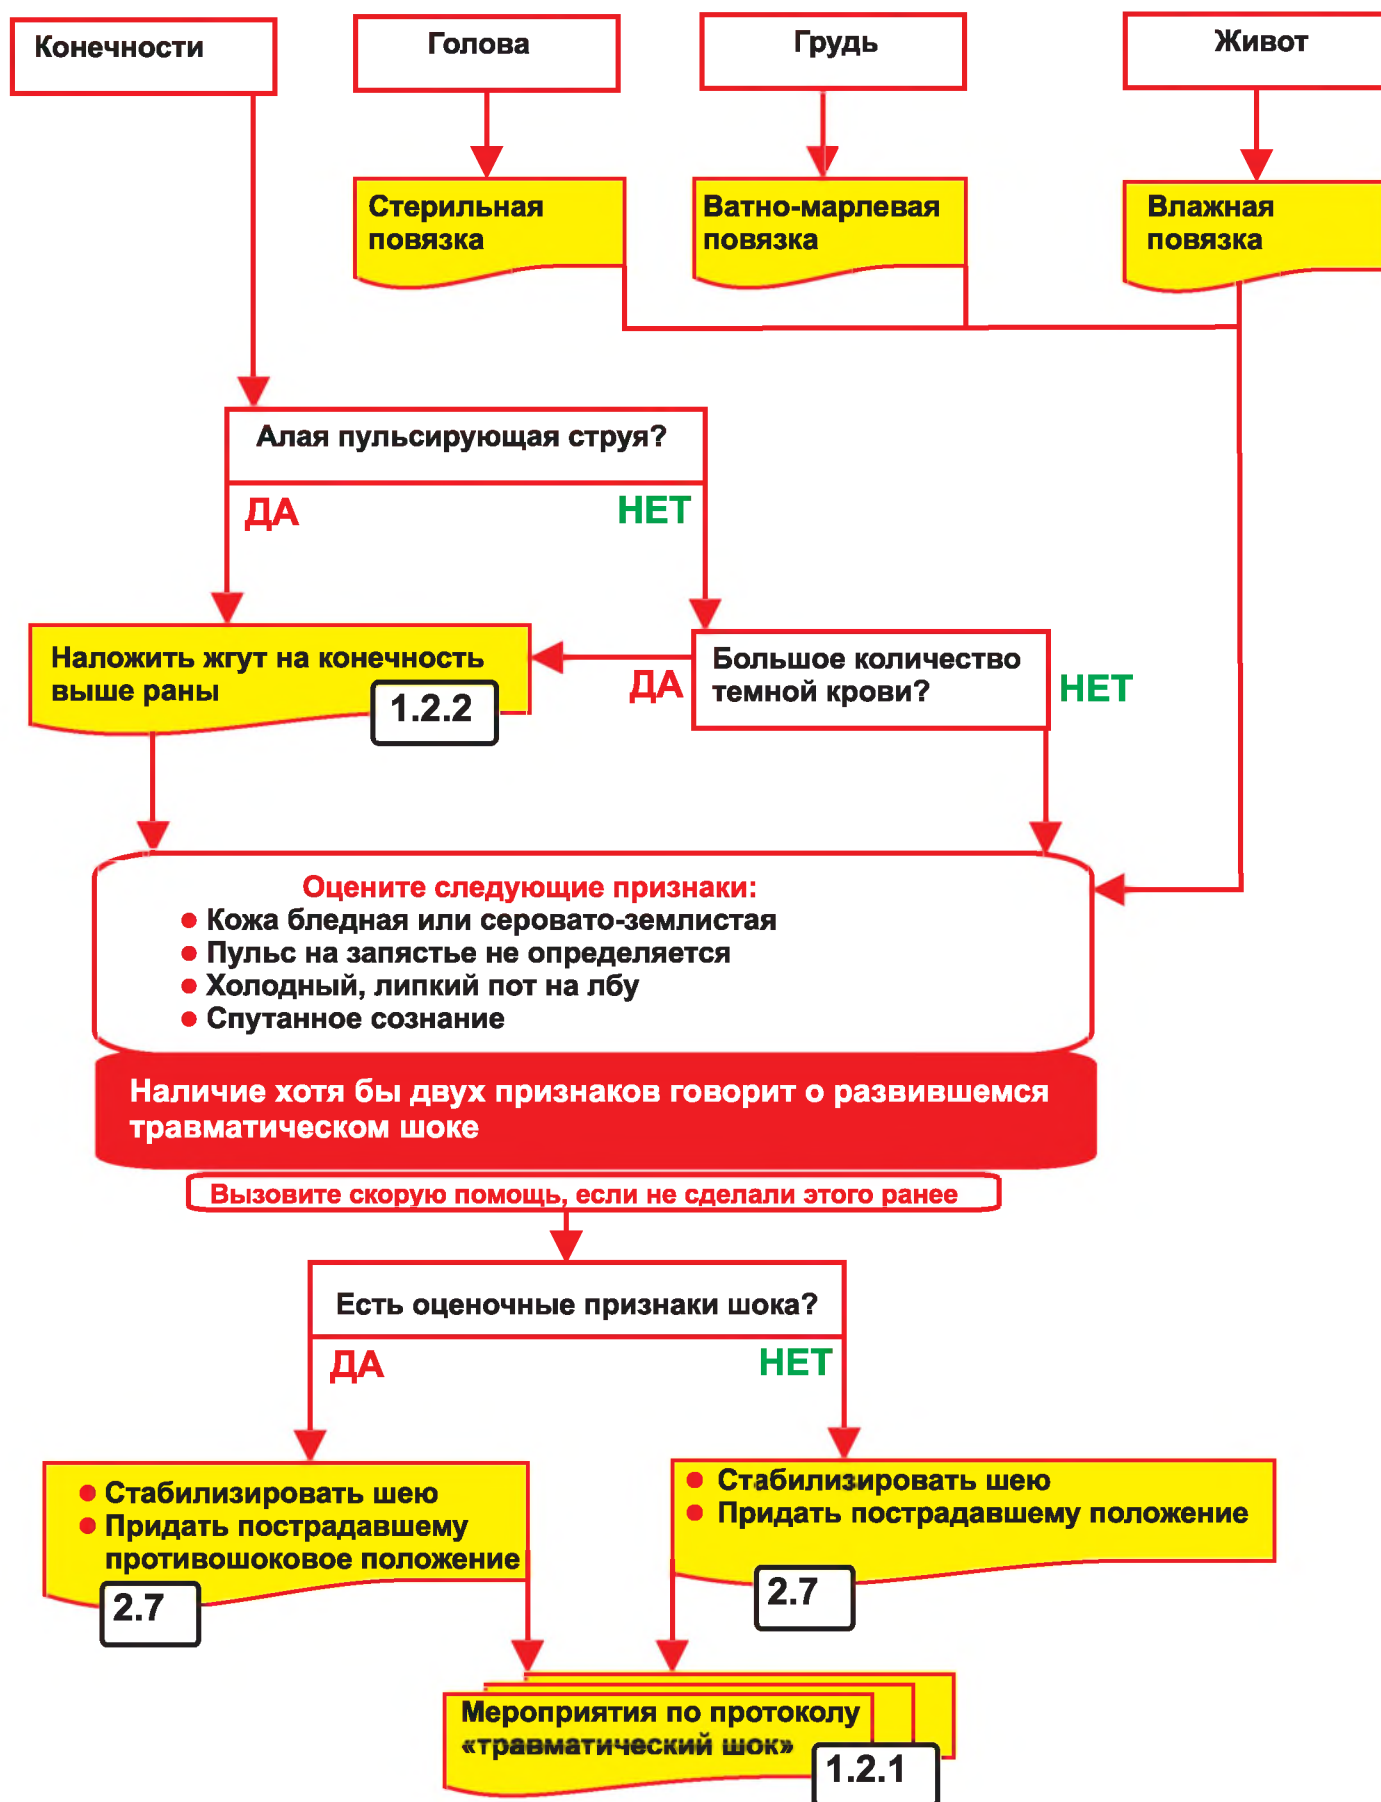 Конечности
Голова
Грудь
Живот
Стерильная
повязка
Ватно-марлевая
повязка
Влажная
повязка
Алая пульсирующая струя?
ДА
НЕТ
Наложить жгут на конечность
выше раны
1.2.2
ДА
Большое количество
темной крови?
НЕТ
Оцените следующие признаки:
Кожа бледная или серовато-землистая
Пульс на запястье не определяется
Холодный, липкий пот на лбу
Спутанное сознание
Наличие хотя бы двух признаков говорит о развившемся
травматическом шоке
Вызовите скорую помощь, если не сделали этого ранее
Есть оценочные признаки шока?
ДА
НЕТ
Стабилизировать шею
Придать пострадавшему
противошоковое положение
2.7
Стабилизировать шею
Придать пострадавшему положение
2.7
Мероприятия по протоколу
«травматический шок»
1.2.1